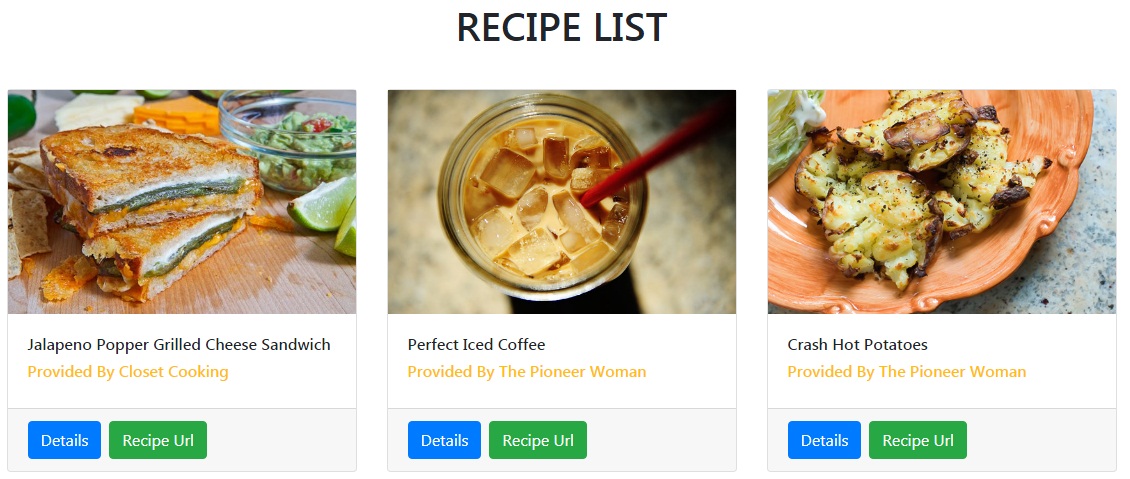 RECIPE LIST
Jalapeno Popper Grilled Cheese Sandwich
Provided By Closet Cooking
Details
Recipe Url
Perfect Iced Coffee
Provided By The Pioneer Woman
Details
Recipe Url
Crash Hot Potatoes
Provided By The Pioneer Woman
Details
Recipe Url